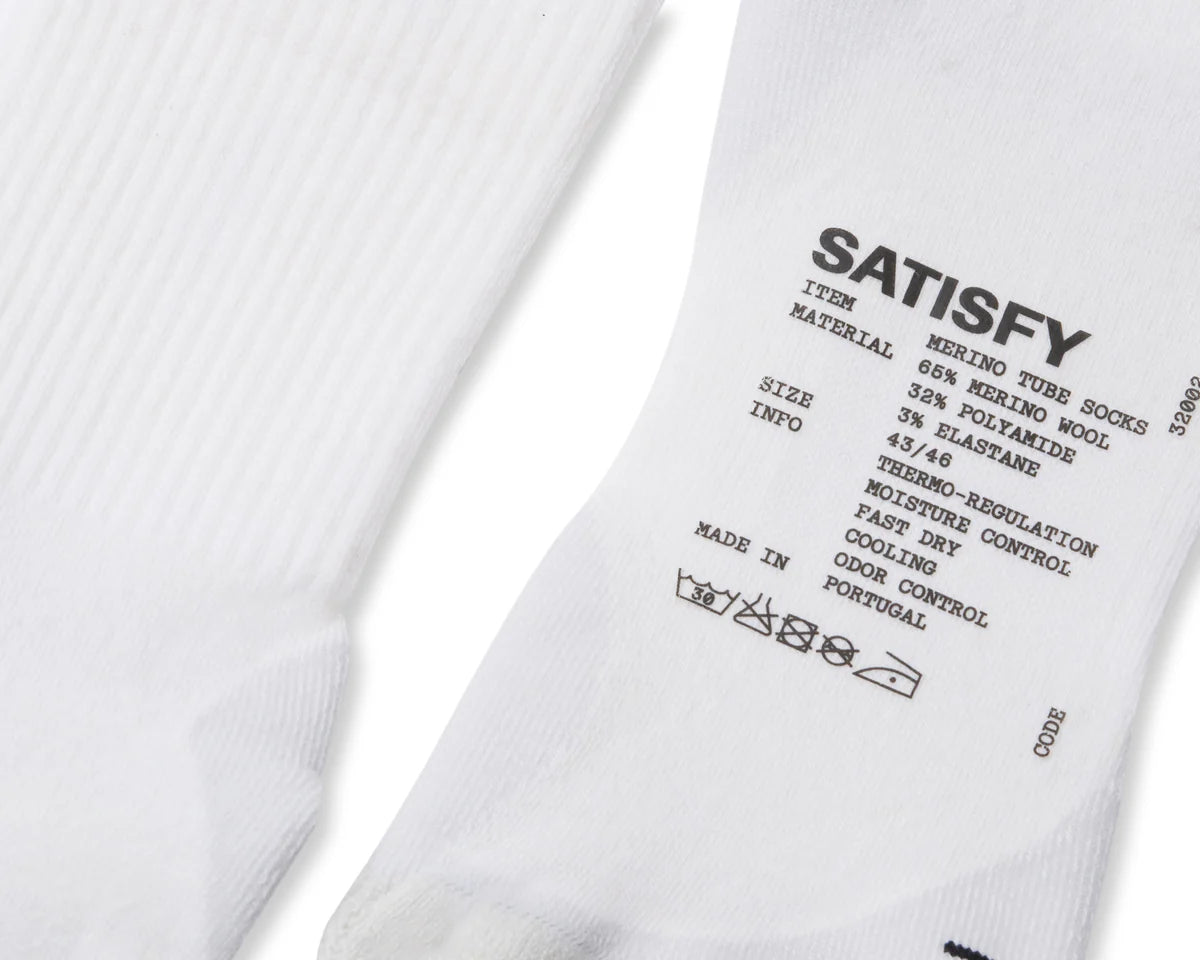 SATISFY
ITEM MERINO TUBE SOCKS
MATERIAL 65% MERINO WOOL
32% POLYAMIDE
3% ELASTANE
SIZE 43/46
INFO THERMO-REGULATION
MOISTURE CONTROL
FAST DRY
COOLING
ODOR CONTROL
MADE IN PORTUGAL
30
CODE